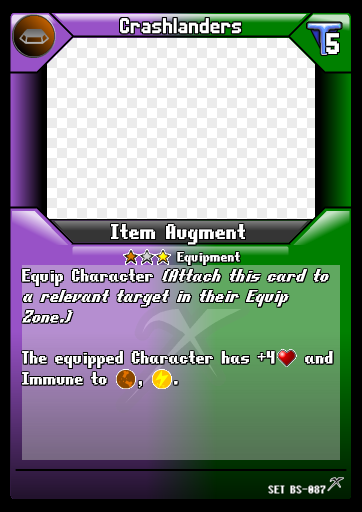 Crashlanders
T5
Item Augment
Equipment
Equip Character (Attach this card to
a relevant target in their Equip
Zone.)
The equipped Character has +4 and
Immune to , .
SET BS-087